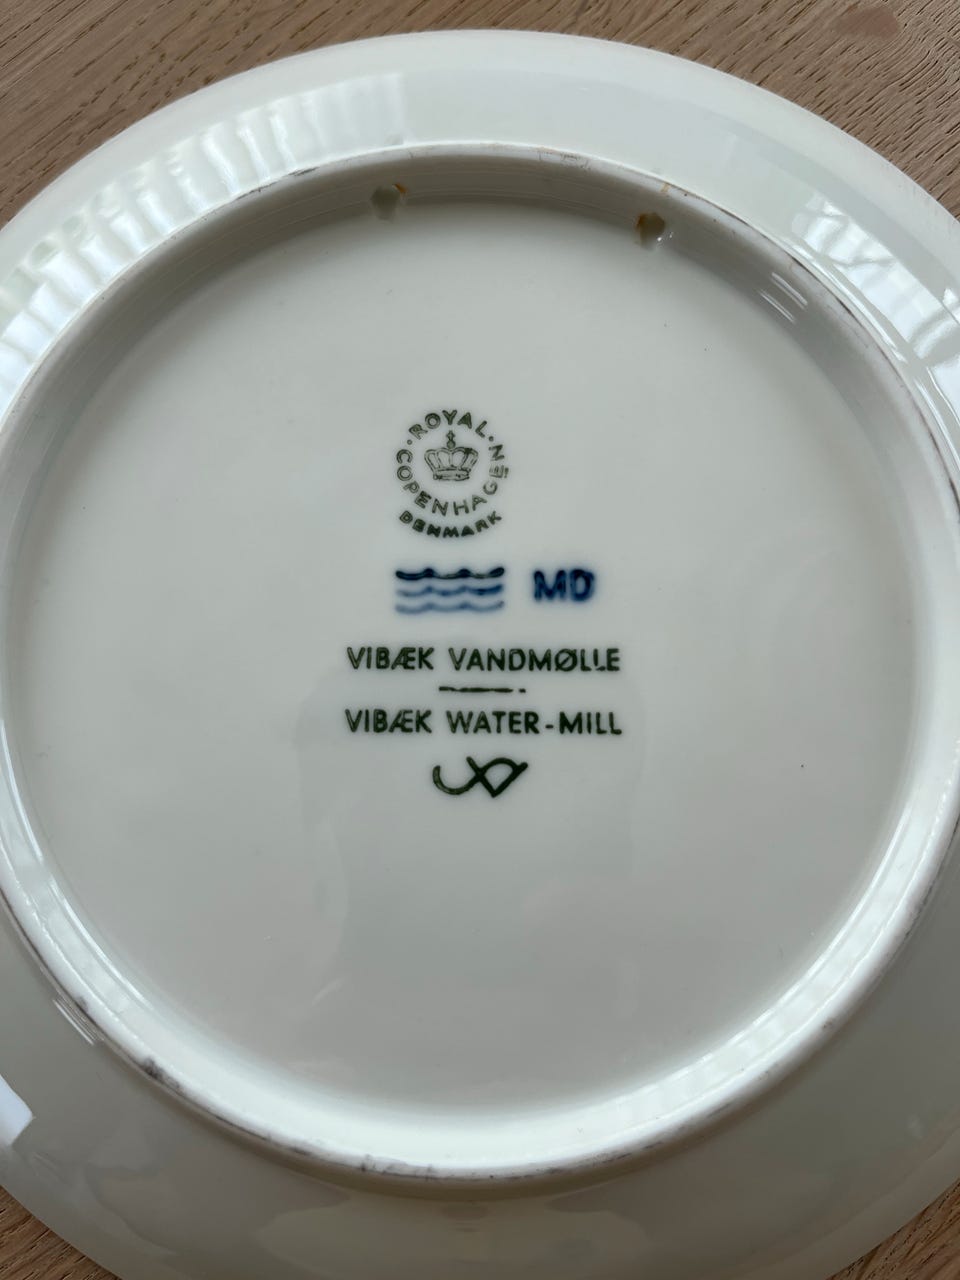 ROYAL
COPENHAGEN
DENMARK
MD
VIBÆK VANDMØLLE
VIBÆK WATER-MILL